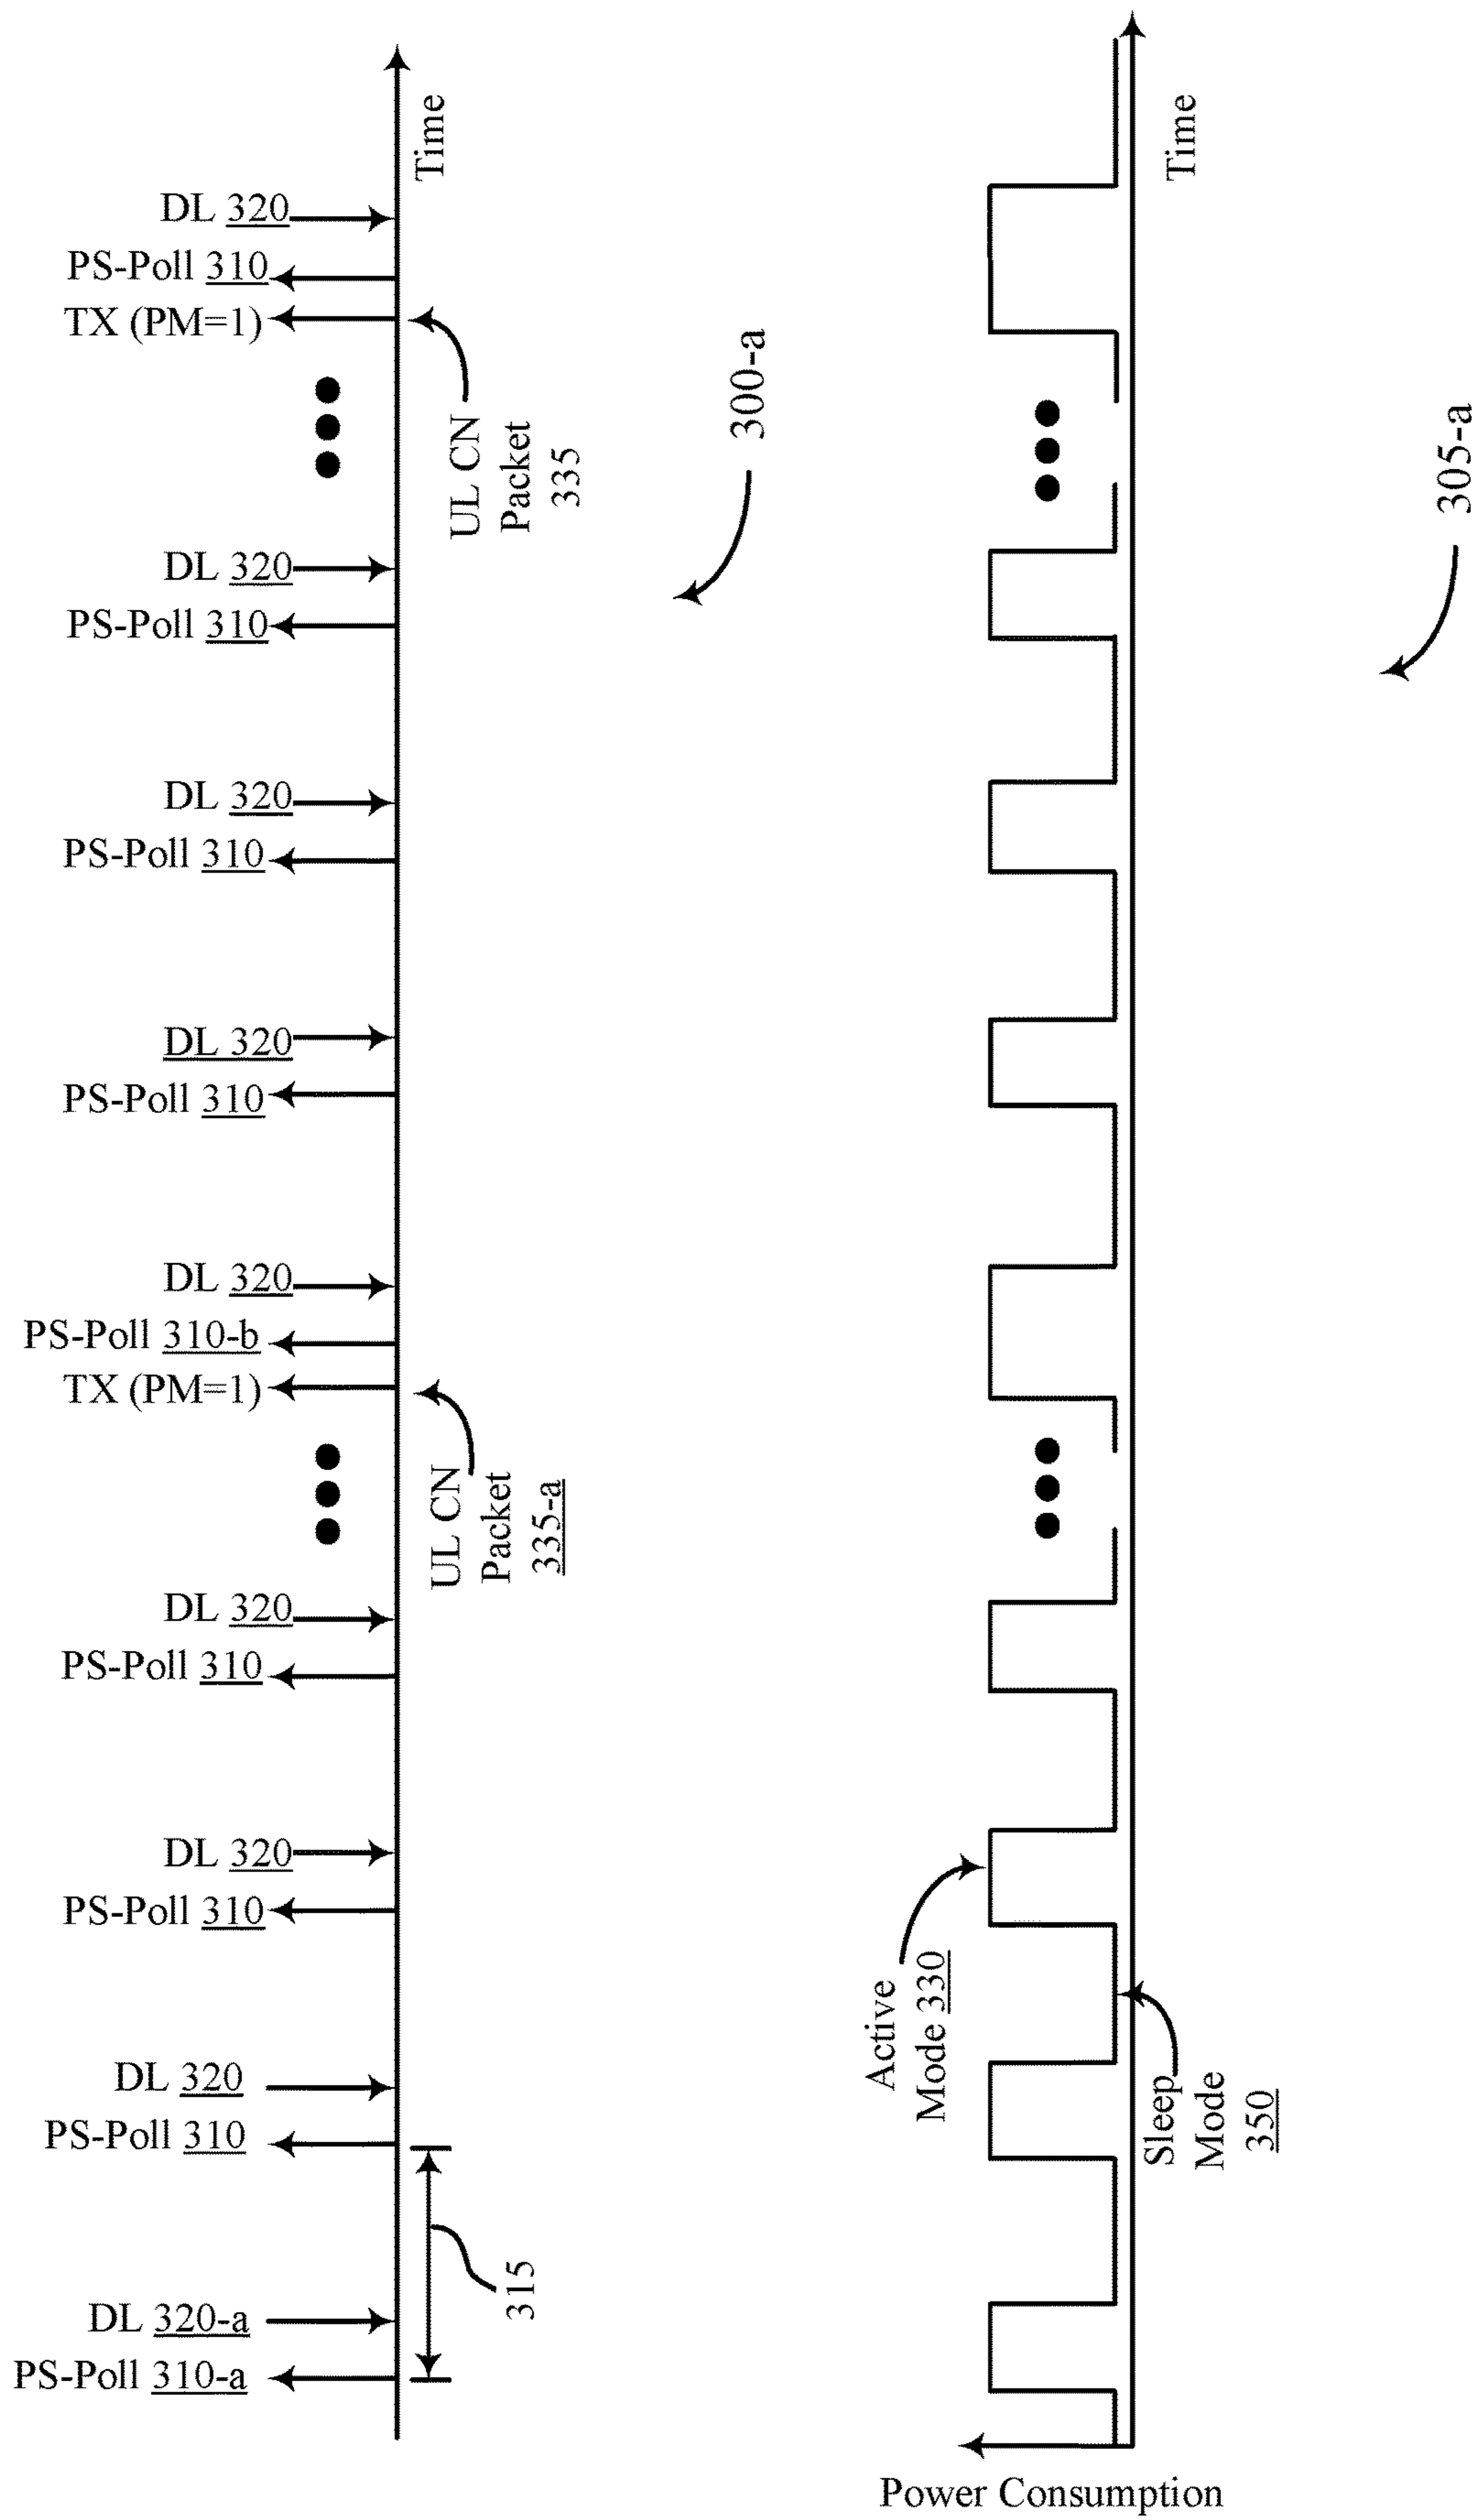 DL 320
PS-Poll 310
TX (PM=1)
Time
UL CN
Packet
335
300-a
DL 320
PS-Poll 310
DL 320
PS-Poll 310
DL 320
PS-Poll 310
DL 320
PS-Poll 310-b
TX (PM=1)
UL CN
Packet
335-a
DL 320
PS-Poll 310
DL 320
PS-Poll 310
DL 320
PS-Poll 310
315
DL 320-a
PS-Poll 310-a
Time
305-a
Active
Mode 330
Sleep
Mode
350
Power Consumption